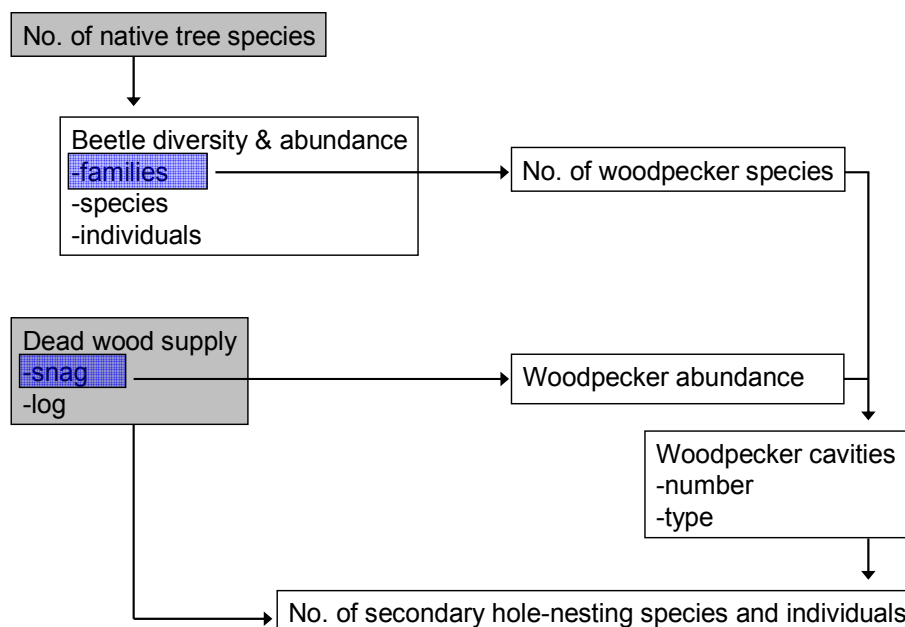 No. of native tree species
Beetle diversity & abundance
-families
-species
-individuals
No. of woodpecker species
Dead wood supply
-snag
-log
Woodpecker abundance
Woodpecker cavities
-number
-type
No. of secondary hole-nesting species and individuals